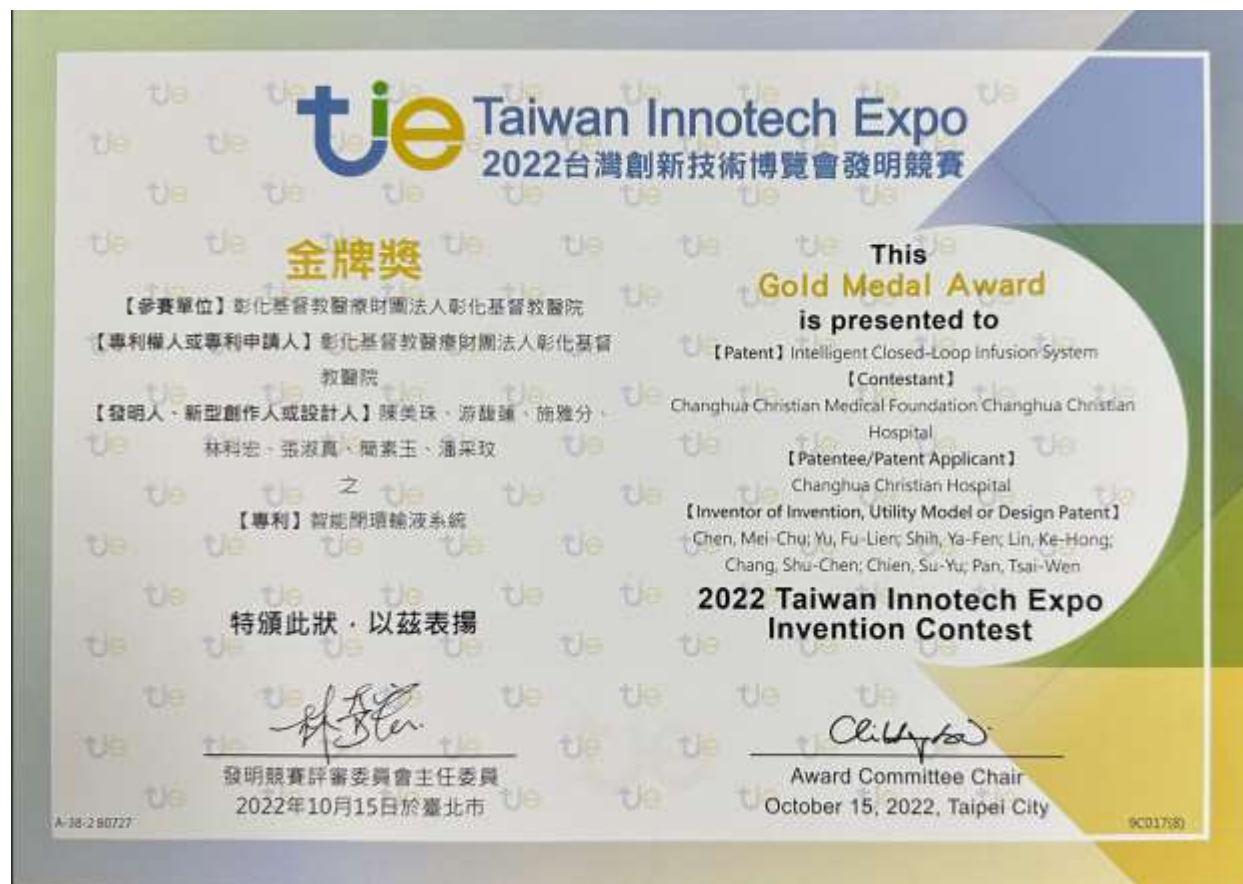 tie Taiwan Innotech Expo
2022台灣創新技術博覽會發明競賽
金牌獎
【參賽單位】彰化基督教醫療財團法人彰化基督教醫院
【專利權人或專利申請人】彰化基督教醫療財團法人彰化基督
教醫院
【發明人、新型創作人或設計人】陳美珠、游馥蓮、施雅分、
林科宏、張淑真、簡素玉、潘采玟
之
【專利】智能閉環輸液系統
特頒此狀,以茲表揚
發明競賽評審委員會主任委員
2022年10月15日於臺北市
A-38-2 B0727
This
Gold Medal Award
is presented to
【Patent】Intelligent Closed-Loop Infusion System
【Contestant】
Changhua Christian Medical Foundation Changhua Christian
Hospital
【Patentee/Patent Applicant】
Changhua Christian Hospital
【Inventor of Invention, Utility Model or Design Patent】
Chen, Mei-Chu; Yu, Fu-Lien; Shih, Ya-Fen; Lin, Ke-Hong;
Chang, Shu-Chen; Chien, Su-Yu; Pan, Tsai-Wen
2022 Taiwan Innotech Expo
Invention Contest
Award Committee Chair
October 15, 2022, Taipei City
9C017(8)